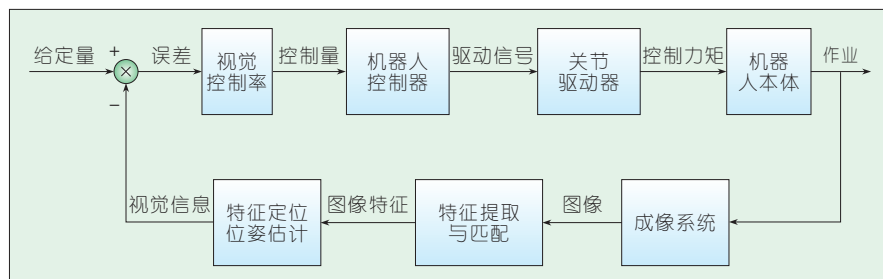 给定量
+
−
误差
视觉
控制率
控制量
机器人
控制器
驱动信号
关节
驱动器
控制力矩
机器
人本体
作业
视觉信息
特征定位
位姿估计
图像特征
特征提取
与匹配
图像
成像系统